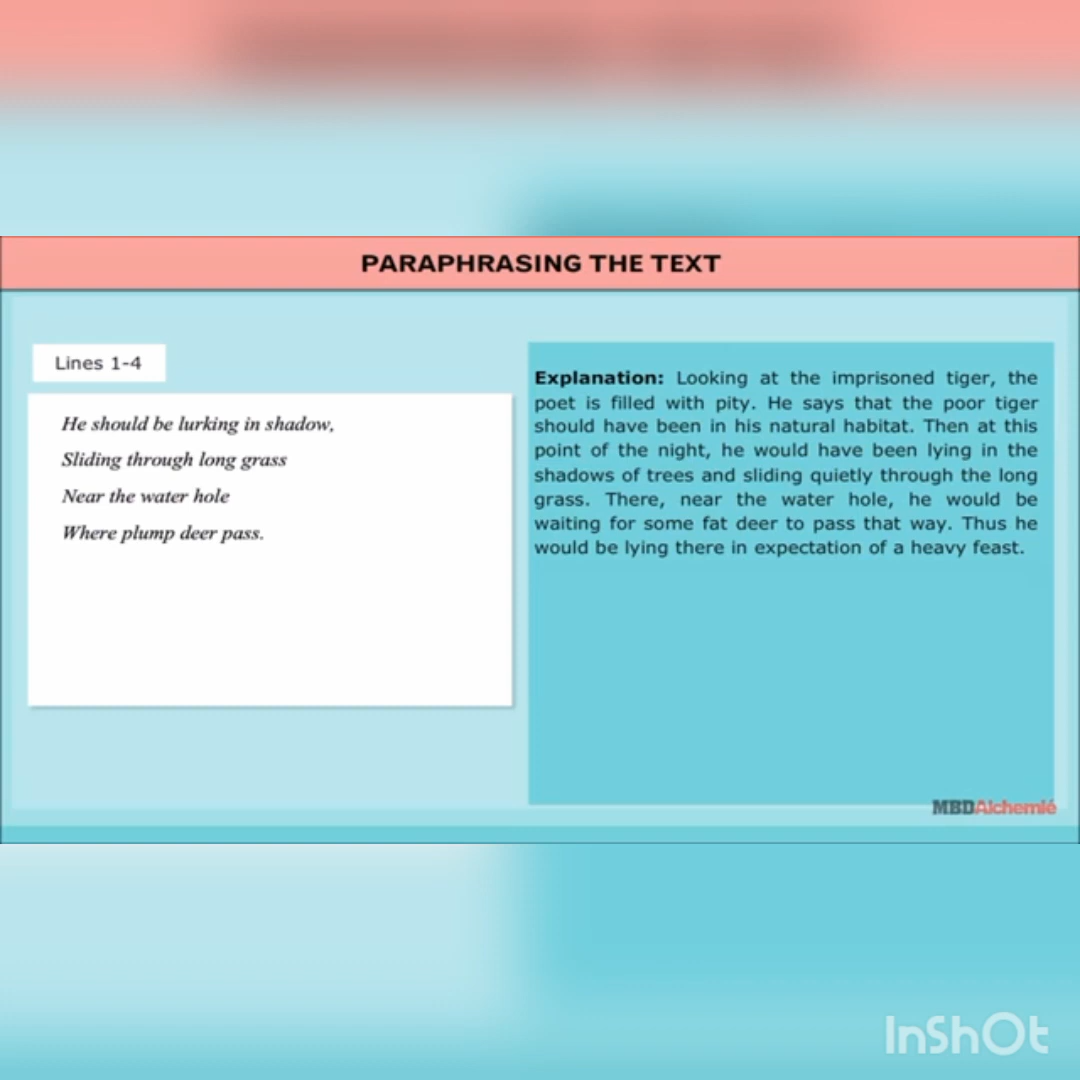 PARAPHRASING THE TEXT
Lines 1-4
He should be lurking in shadow,
Sliding through long grass
Near the water hole
Where plump deer pass.
Explanation: Looking at the imprisoned tiger, the
poet is filled with pity. He says that the poor tiger
should have been in his natural habitat. Then at this
point of the night, he would have been lying in the
shadows of trees and sliding quietly through the long
grass. There, near the water hole, he would be
waiting for some fat deer to pass that way. Thus he
would be lying there in expectation of a heavy feast.
MBDAlchemié
InShOt